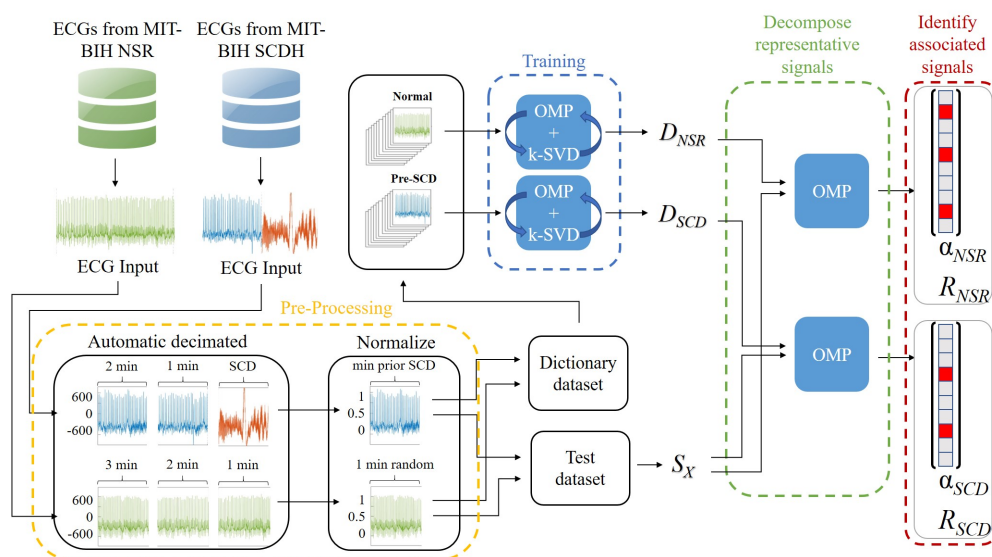 ECGs from MIT-
BIH NSR
ECGs from MIT-
BIH SCDH
ECG Input
ECG Input
Pre-Processing
Automatic decimated
2 min
1 min
SCD
600
0
-600
3 min
2 min
1 min
600
0
-600
Normalize
min prior SCD
1
0.5
0
1 min random
1
0.5
0
Dictionary
dataset
Test
dataset
Normal
Pre-SCD
Training
OMP
+
k-SVD
OMP
+
k-SVD
D_NSR
D_SCD
S_X
Decompose
representative
signals
OMP
OMP
Identify
associated
signals
α_NSR
R_NSR
α_SCD
R_SCD